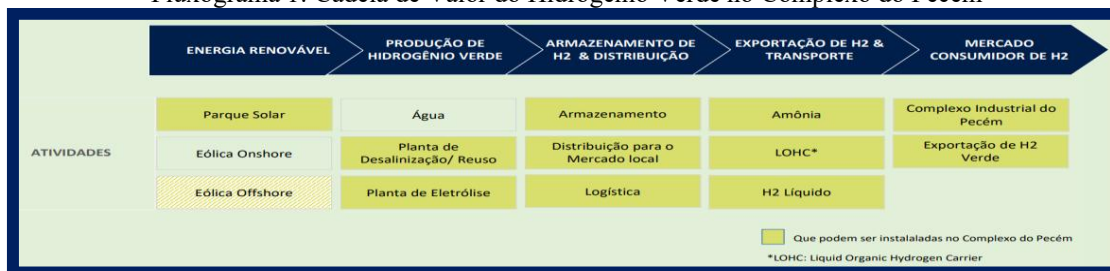 Fluxograma 1: Cadeia de Valor do Hidrogênio Verde no Complexo do Pecém
ENERGIA RENOVÁVEL
PRODUÇÃO DE
HIDROGÊNIO VERDE
ARMAZENAMENTO DE
H2 & DISTRIBUIÇÃO
EXPORTAÇÃO DE H2 &
TRANSPORTE
MERCADO
CONSUMIDOR DE H2
ATIVIDADES
Parque Solar
Água
Armazenamento
Amônia
Complexo Industrial do
Pecém
Eólica Onshore
Planta de
Desalinização/ Reuso
Distribuição para o
Mercado local
LOHC*
Exportação de H2
Verde
Eólica Offshore
Planta de Eletrólise
Logística
H2 Líquido
Que podem ser instaladas no Complexo do Pecém
*LOHC: Liquid Organic Hydrogen Carrier